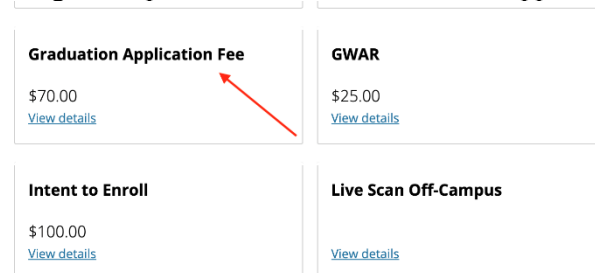 Graduation Application Fee
$70.00
View details
GWAR
$25.00
View details
Intent to Enroll
$100.00
View details
Live Scan Off-Campus
View details